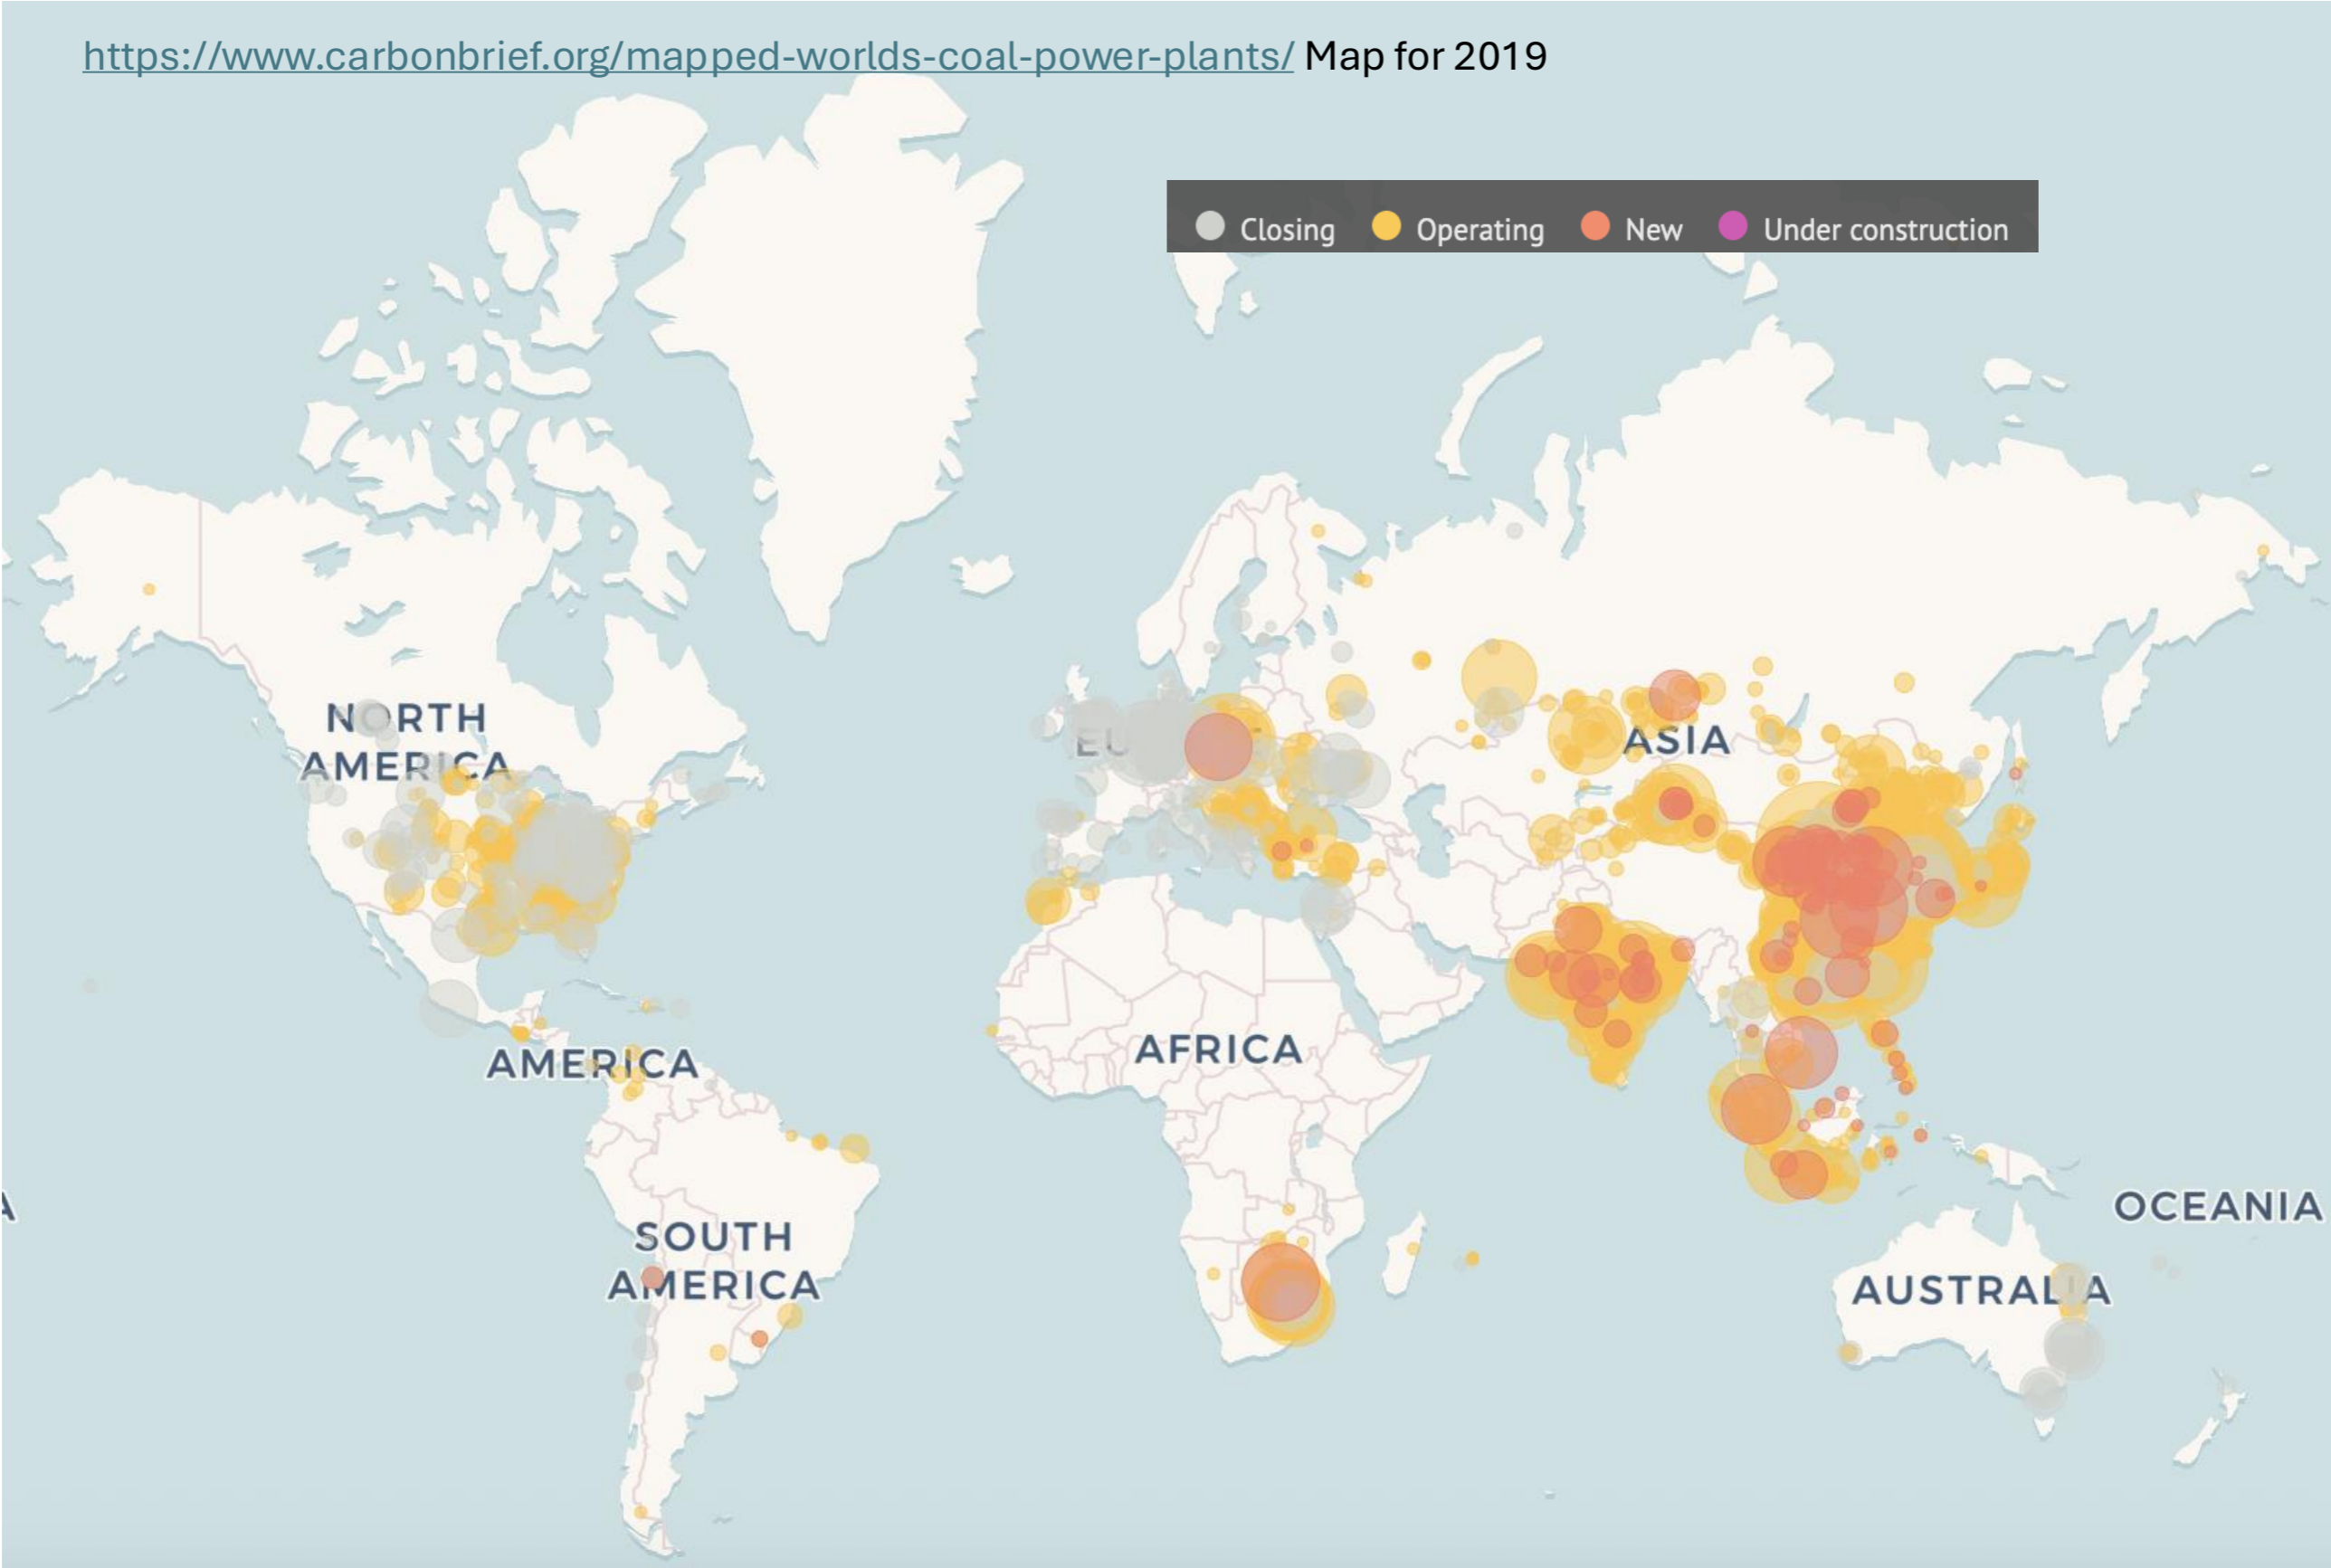 https://www.carbonbrief.org/mapped-worlds-coal-power-plants/ Map for 2019
Closing Operating New Under construction
NORTH
AMERICA
EU
ASIA
AMERICA
AFRICA
SOUTH
AMERICA
OCEANIA
AUSTRALIA
A